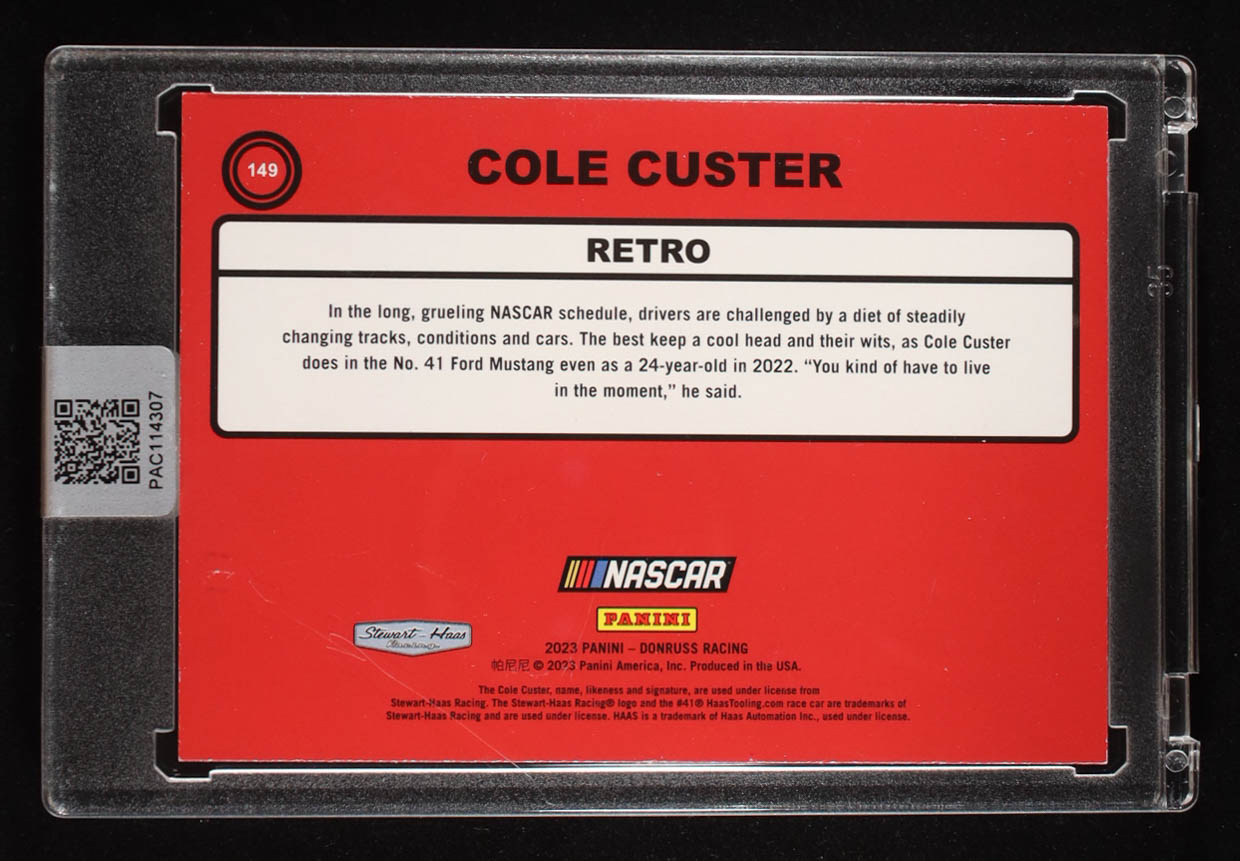 149
COLE CUSTER
RETRO
In the long, grueling NASCAR schedule, drivers are challenged by a diet of steadily
changing tracks, conditions and cars. The best keep a cool head and their wits, as Cole Custer
does in the No. 41 Ford Mustang even as a 24-year-old in 2022. “You kind of have to live
in the moment,” he said.
PAC114307
35
NASCAR
PANINI
Stewart-Haas
Racing
2023 PANINI – DONRUSS RACING
帕尼尼 © 2023 Panini America, Inc. Produced in the USA.
The Cole Custer, name, likeness and signature, are used under license from
Stewart-Haas Racing. The Stewart-Haas Racing® logo and the #41® HaasTooling.com race car are trademarks of
Stewart-Haas Racing and are used under license. HAAS is a trademark of Haas Automation Inc., used under license.